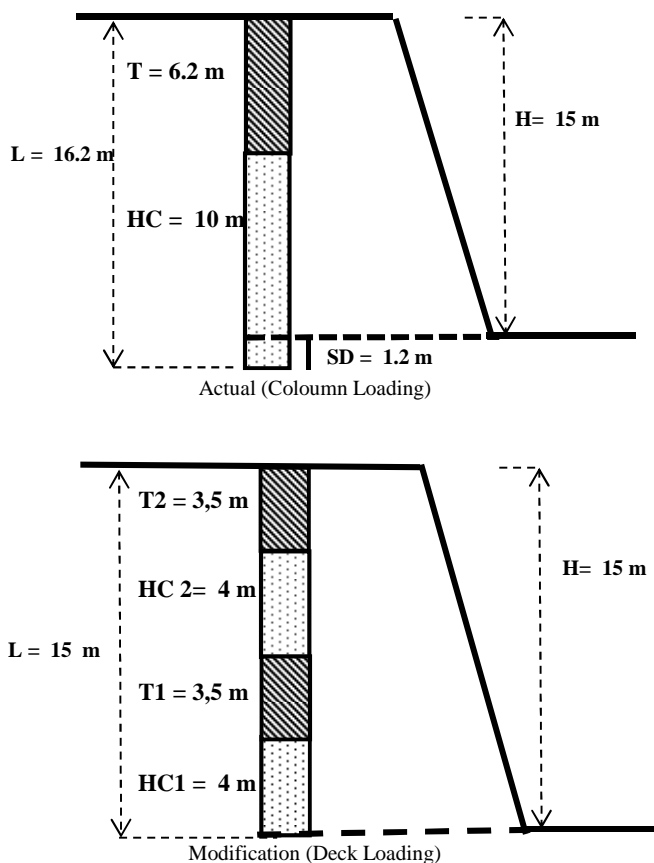 T = 6.2 m
H= 15 m
L = 16.2 m
HC = 10 m
SD = 1.2 m
Actual (Coloumn Loading)
T2 = 3,5 m
HC 2= 4 m
H= 15 m
L = 15 m
T1 = 3,5 m
HC1 = 4 m
Modification (Deck Loading)